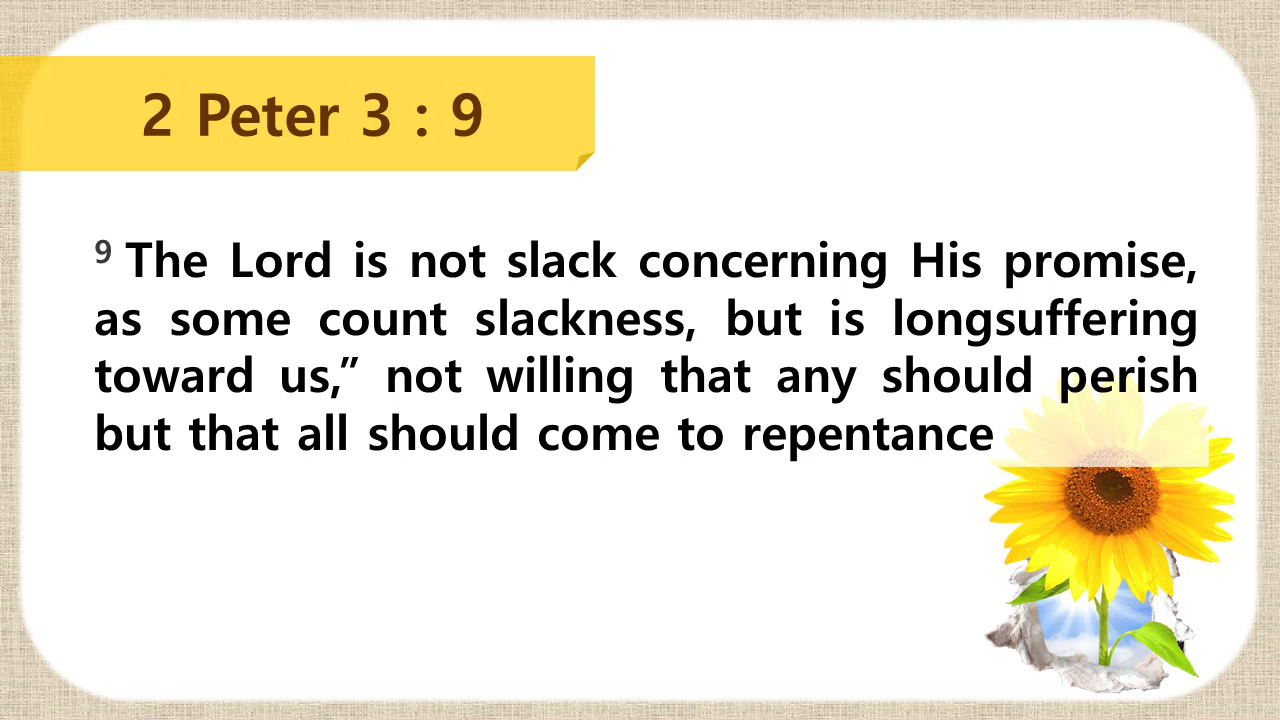 2 Peter 3 : 9
9 The Lord is not slack concerning His promise,
as some count slackness, but is longsuffering
toward us,” not willing that any should perish
but that all should come to repentance